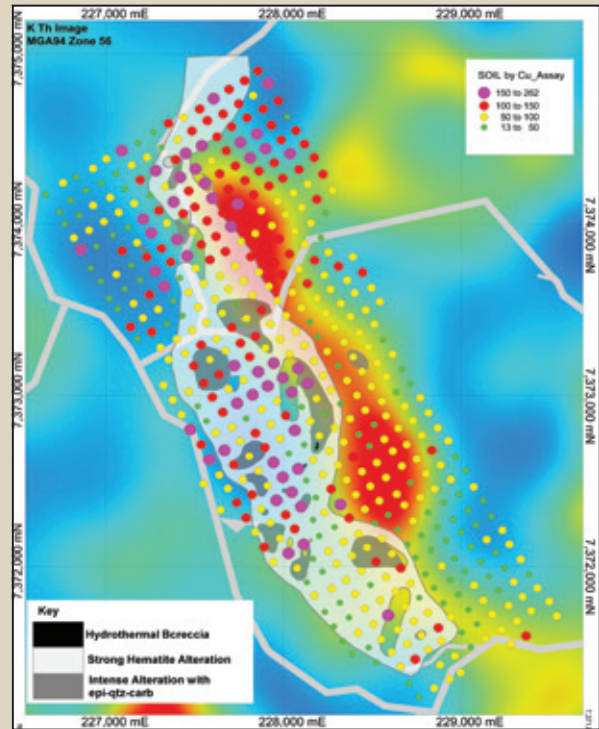 227,000 mE 228,000 mE 229,000 mE
K Th Image
MGA94 Zone 56
7,375,000 mN
SOIL by Cu_Assay
150 to 262
100 to 150
50 to 100
13 to 50
7,374,000 mN
7,374,000 mN
7,373,000 mN
7,373,000 mN
7,372,000 mN
7,372,000 mN
Key
Hydrothermal Bcreccia
Strong Hematite Alteration
Intense Alteration with
epi-qtz-carb
227,000 mE 228,000 mE 229,000 mE